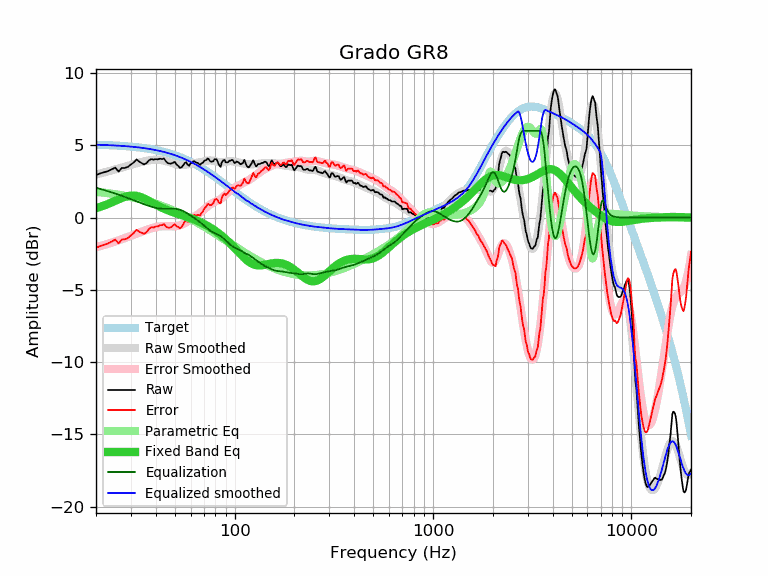 Grado GR8
10
5
0
−5
−10
−15
−20
Amplitude (dBr)
Target
Raw Smoothed
Error Smoothed
Raw
Error
Parametric Eq
Fixed Band Eq
Equalization
Equalized smoothed
100
1000
10000
Frequency (Hz)